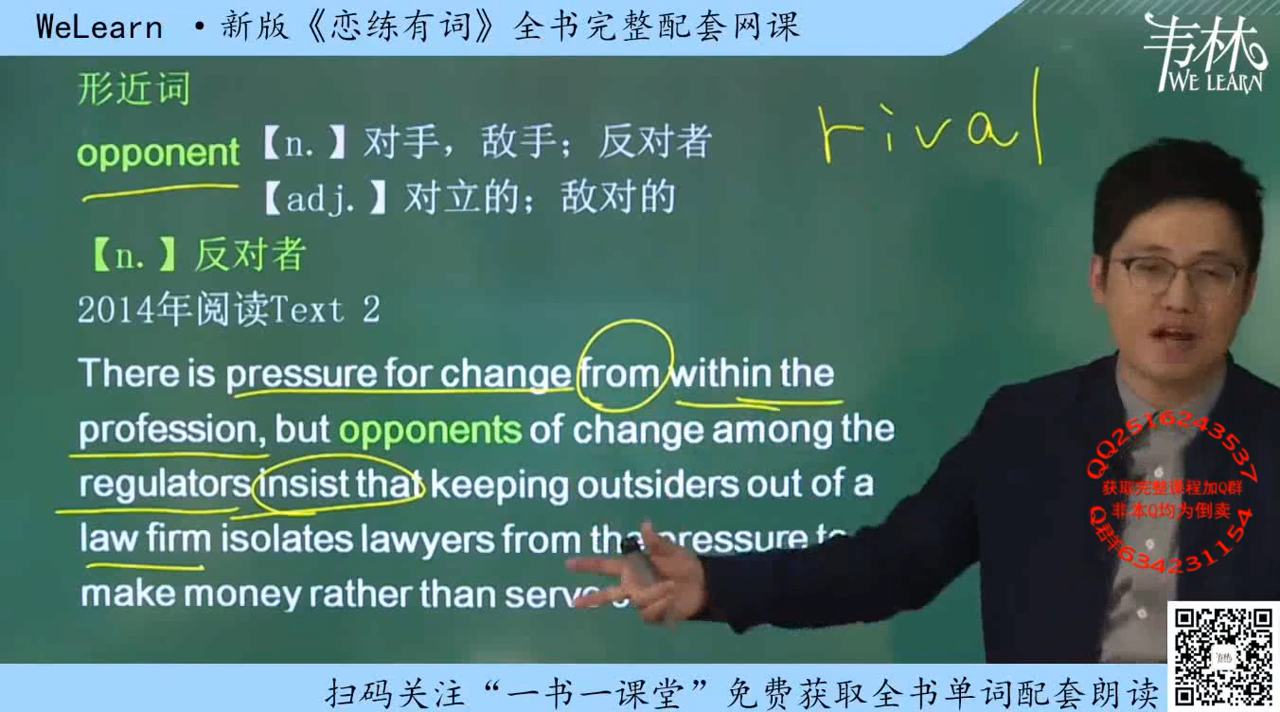 WeLearn ·新版《恋练有词》全书完整配套网课
韦林
WE LEARN
形近词
rival
opponent 【n.】对手，敌手；反对者
【adj.】对立的；敌对的
【n.】反对者
2014年阅读Text 2
There is pressure for change from within the
profession, but opponents of change among the
regulators insist that keeping outsiders out of a
law firm isolates lawyers from the pressure
make money rather than serve
QQ2516243537
获取完整课程加Q群
非本Q均为倒卖
Q群634231154
扫码关注“一书一课堂”免费获取全书单词配套朗读